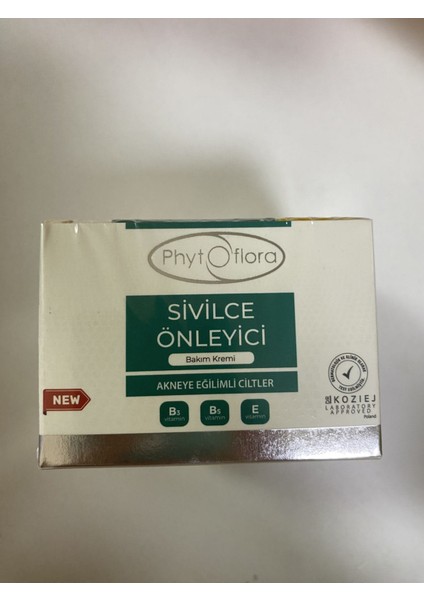 Phytoflora
SİVİLCE
ÖNLEYİCİ
Bakım Kremi
AKNEYE EĞİLİMLİ CİLTLER
NEW
B3
vitamin
B5
vitamin
E
vitamin
KOZIEJ
LABORATORY
APPROVED
Poland